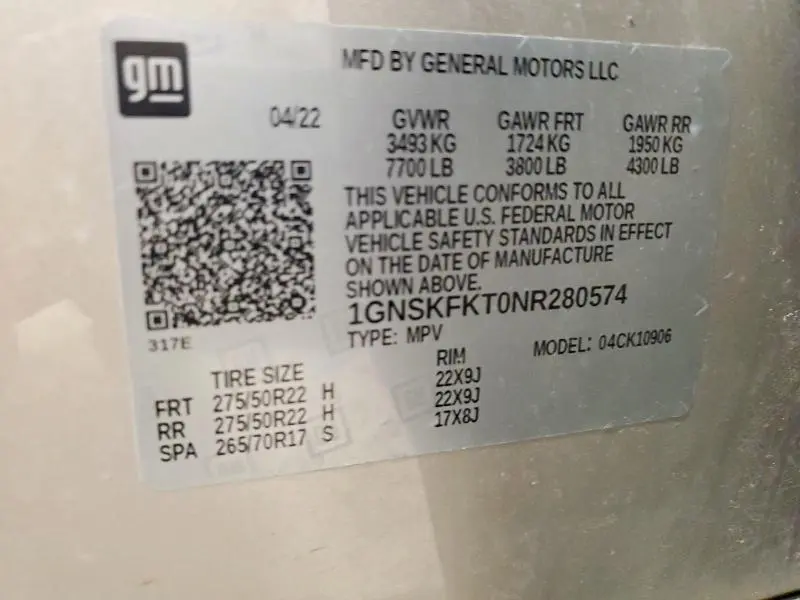 gm
MFD BY GENERAL MOTORS LLC
04/22
GVWR GAWR FRT GAWR RR
3493 KG 1724 KG 1950 KG
7700 LB 3800 LB 4300 LB
THIS VEHICLE CONFORMS TO ALL
APPLICABLE U.S. FEDERAL MOTOR
VEHICLE SAFETY STANDARDS IN EFFECT
ON THE DATE OF MANUFACTURE
SHOWN ABOVE.
1GNSKFKT0NR280574
317E
TYPE: MPV MODEL: 04CK10906
TIRE SIZE RIM
FRT 275/50R22 H 22X9J
RR 275/50R22 H 22X9J
SPA 265/70R17 S 17X8J